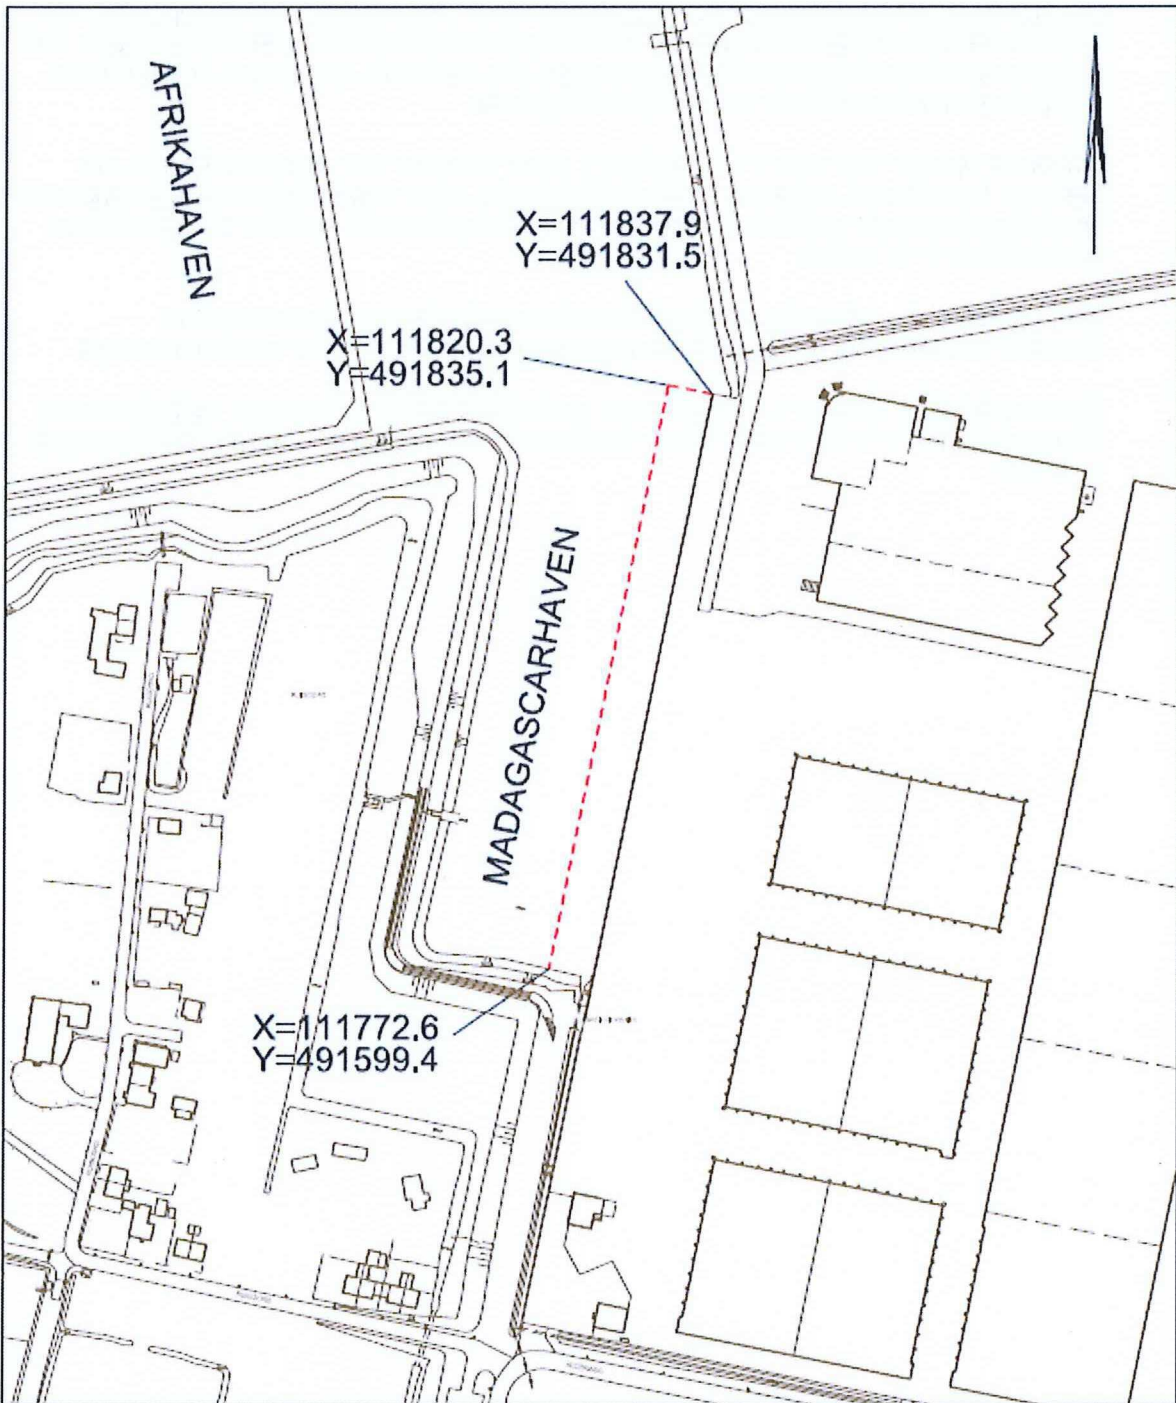 AFRIKAHAVEN
X=111837.9
Y=491831.5
X=111820.3
Y=491835.1
MADAGASCARHAVEN
X=111772.6
Y=491599.4